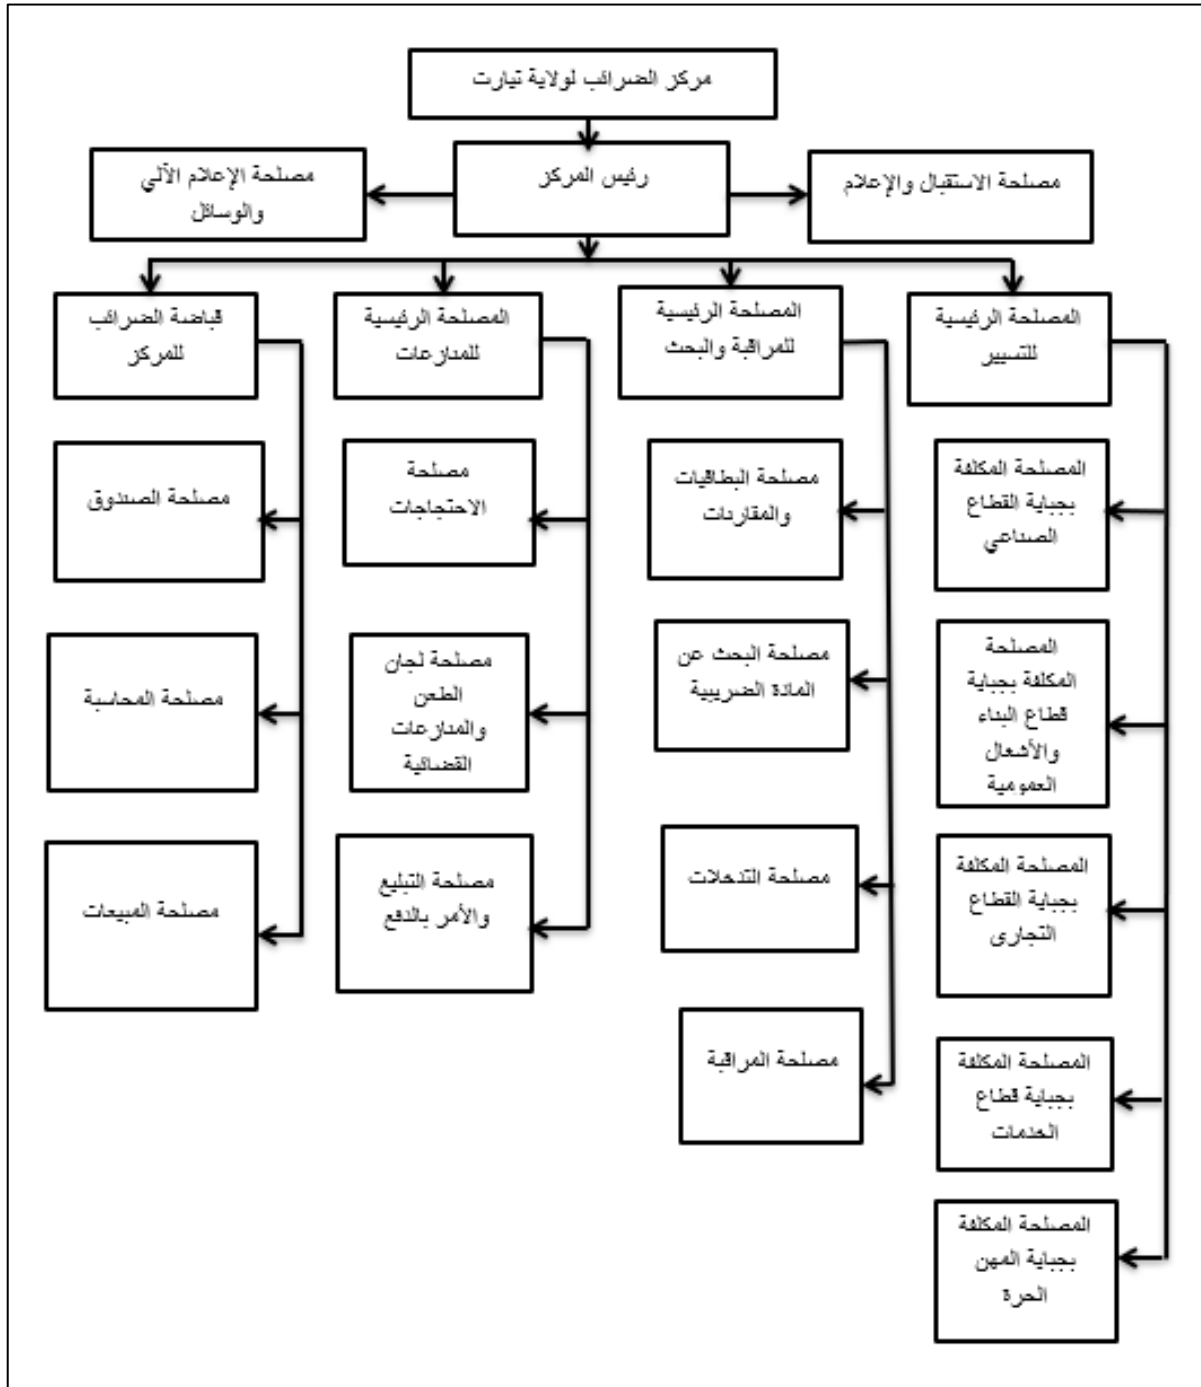 مركز الضرائب لولاية تيارت
رئيس المركز
مصلحة الاستقبال والإعلام
مصلحة الإعلام الآلي
والوسائل
المصلحة الرئيسية
للتسيير
المصلحة الرئيسية
للمراقبة والبحث
المصلحة الرئيسية
للمنازعات
قباضة الضرائب
للمركز
المصلحة المكلفة
بجباية القطاع
الصناعي
المصلحة
المكلفة بجباية
قطاع البناء
والأشغال
العمومية
المصلحة المكلفة
بجباية القطاع
التجارى
المصلحة المكلفة
بجباية قطاع
الخدمات
المصلحة المكلفة
بجباية المهن
الحرة
مصلحة البطاقيات
والمقارنات
مصلحة البحث عن
المادة الضريبية
مصلحة التدخلات
مصلحة المراقبة
مصلحة
الاحتجاجات
مصلحة لجان
الطعن
والمنازعات
القضائية
مصلحة التبليغ
والأمر بالدفع
مصلحة الصندوق
مصلحة المحاسبة
مصلحة المبيعات